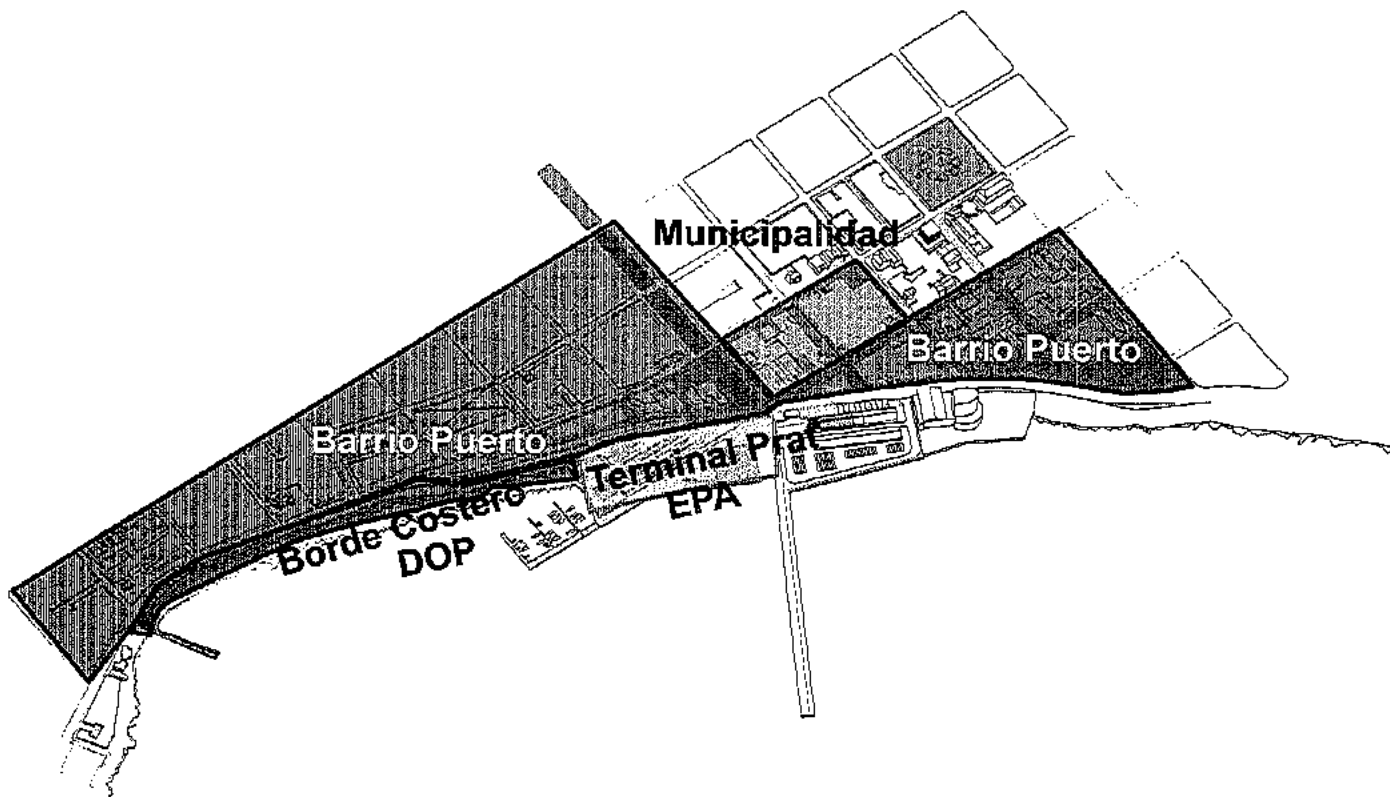 Municipalidad
Barrio Puerto
Barrio Puerto
Terminal Prat
EPA
Borde Costero
DOP